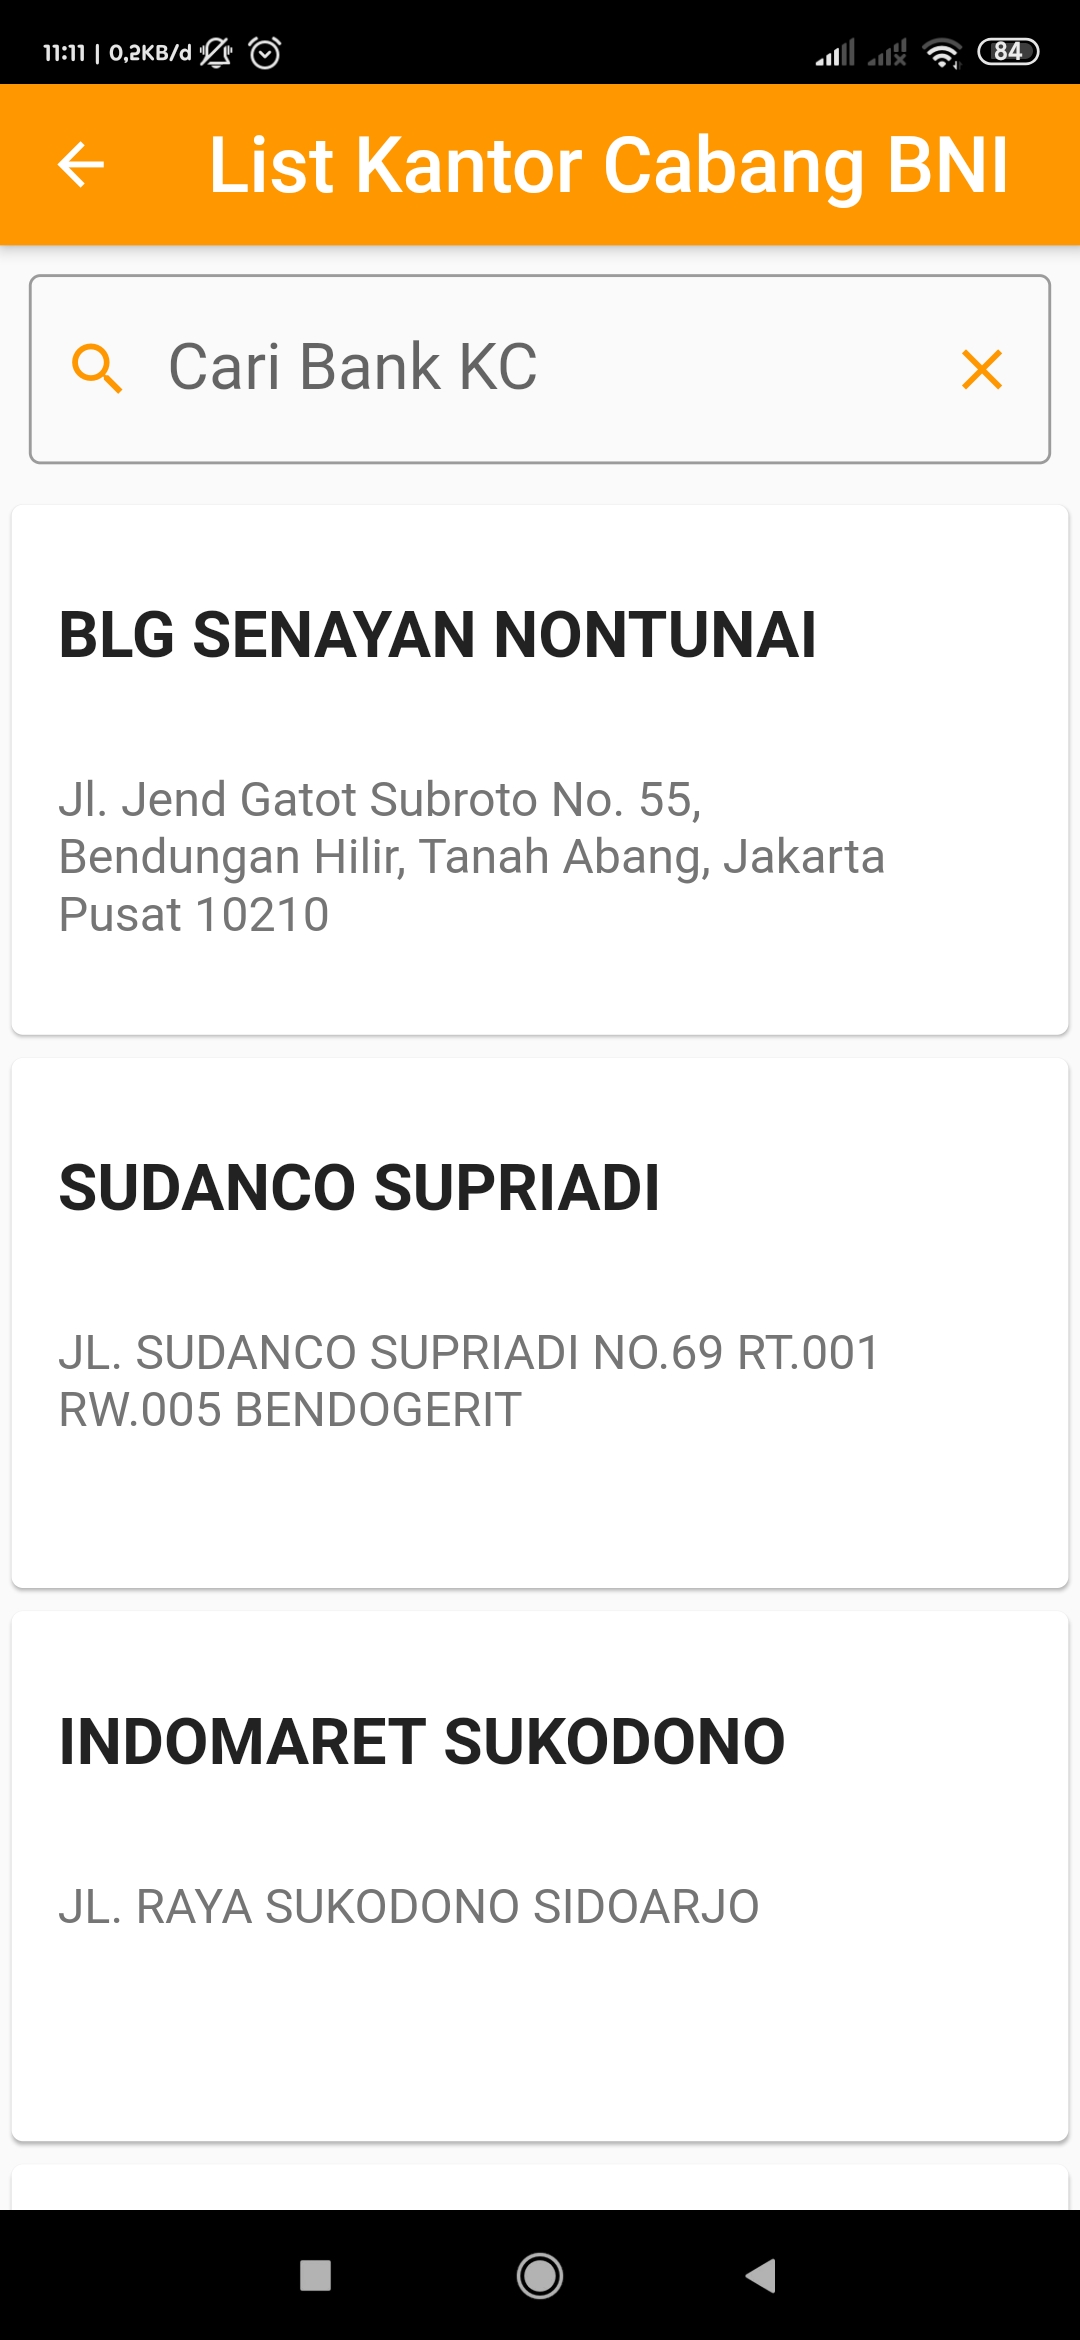 11:11 | 0,2KB/d
84
List Kantor Cabang BNI
Cari Bank KC
BLG SENAYAN NONTUNAI
Jl. Jend Gatot Subroto No. 55,
Bendungan Hilir, Tanah Abang, Jakarta
Pusat 10210
SUDANCO SUPRIADI
JL. SUDANCO SUPRIADI NO.69 RT.001
RW.005 BENDOGERIT
INDOMARET SUKODONO
JL. RAYA SUKODONO SIDOARJO